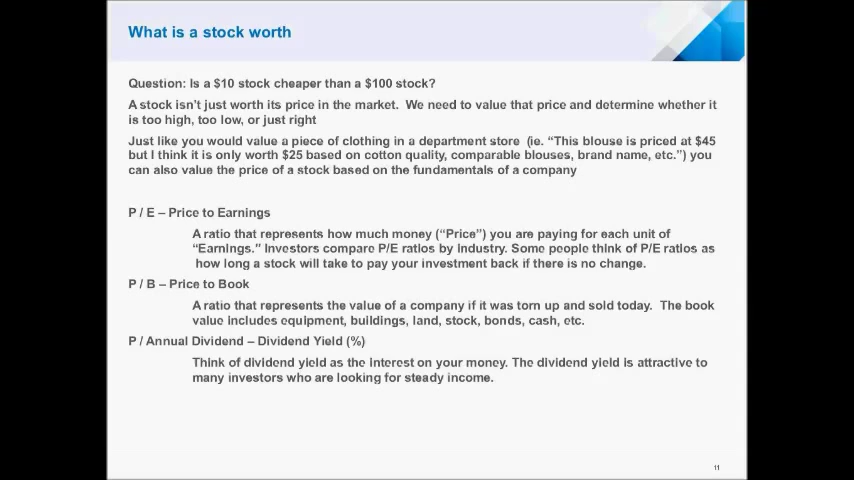 What is a stock worth
Question: Is a $10 stock cheaper than a $100 stock?
A stock isn't just worth its price in the market.  We need to value that price and determine whether it
is too high, too low, or just right
Just like you would value a piece of clothing in a department store  (ie. “This blouse is priced at $45
but I think it is only worth $25 based on cotton quality, comparable blouses, brand name, etc.”) you
can also value the price of a stock based on the fundamentals of a company
P / E – Price to Earnings
A ratio that represents how much money (“Price”) you are paying for each unit of
“Earnings.” Investors compare P/E ratios by industry. Some people think of P/E ratios as
how long a stock will take to pay your investment back if there is no change.
P / B – Price to Book
A ratio that represents the value of a company if it was torn up and sold today.  The book
value includes equipment, buildings, land, stock, bonds, cash, etc.
P / Annual Dividend – Dividend Yield (%)
Think of dividend yield as the interest on your money. The dividend yield is attractive to
many investors who are looking for steady income.
11